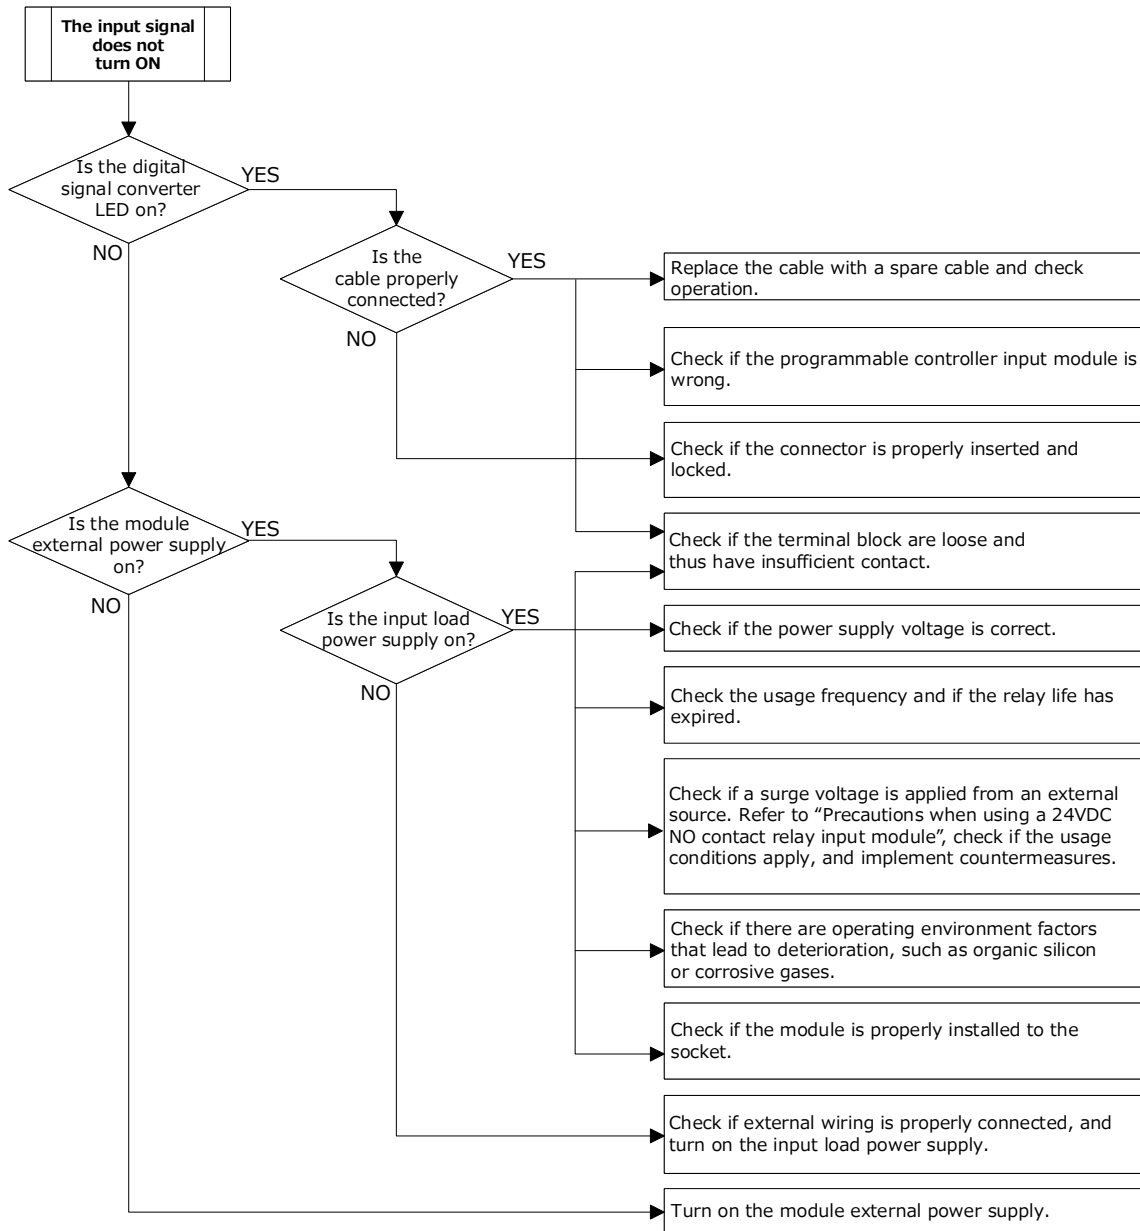 The input signal
does not
turn ON
Is the digital
signal converter
LED on?
YES
NO
Is the
cable properly
connected?
YES
NO
Replace the cable with a spare cable and check
operation.
Check if the programmable controller input module is
wrong.
Check if the connector is properly inserted and
locked.
Check if the terminal block are loose and
thus have insufficient contact.
Is the module
external power supply
on?
YES
NO
Is the input load
power supply on?
YES
NO
Check if the power supply voltage is correct.
Check the usage frequency and if the relay life has
expired.
Check if a surge voltage is applied from an external
source. Refer to “Precautions when using a 24VDC
NO contact relay input module”, check if the usage
conditions apply, and implement countermeasures.
Check if there are operating environment factors
that lead to deterioration, such as organic silicon
or corrosive gases.
Check if the module is properly installed to the
socket.
Check if external wiring is properly connected, and
turn on the input load power supply.
Turn on the module external power supply.